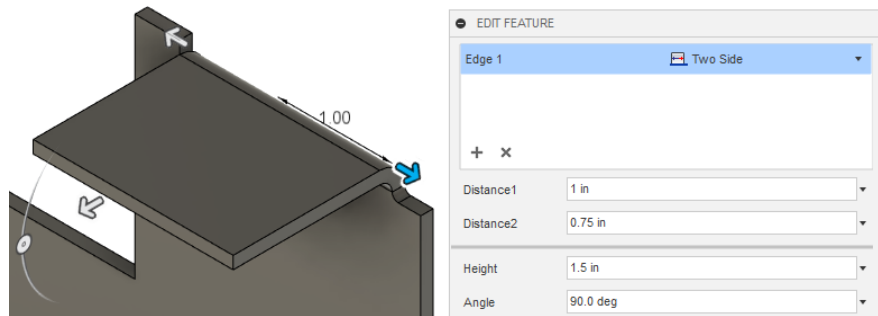 1.00
EDIT FEATURE
Edge 1 Two Side
Distance1 1 in
Distance2 0.75 in
Height 1.5 in
Angle 90.0 deg